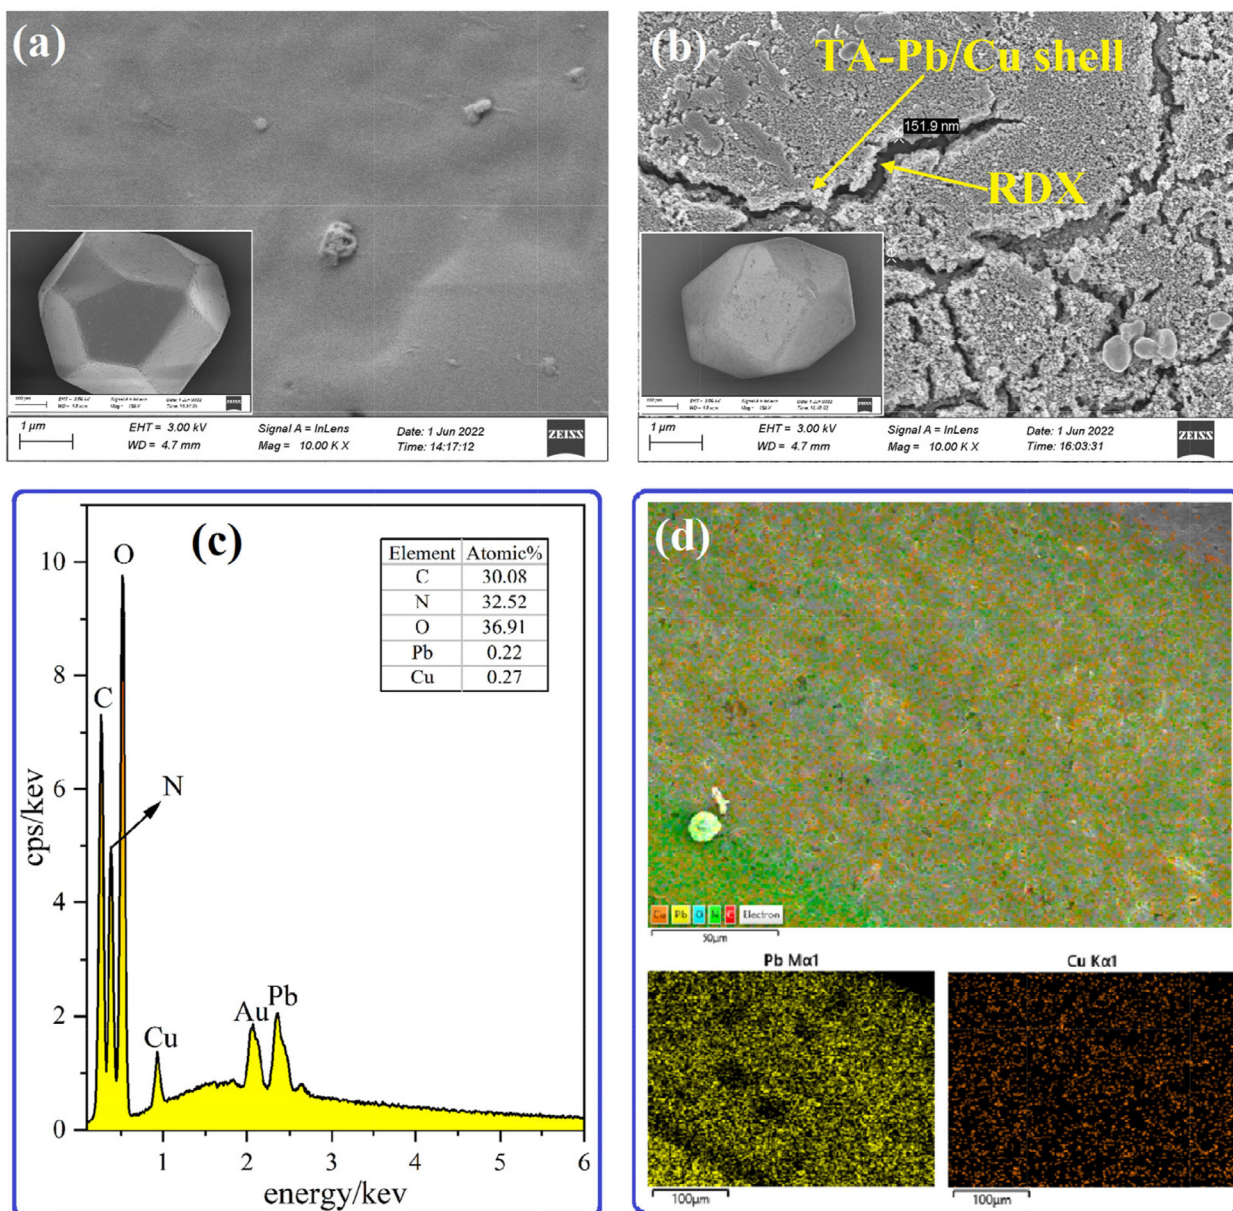 (a)
1 µm
EHT = 3.00 kV
WD = 4.7 mm
Signal A = InLens
Mag = 10.00 K X
Date: 1 Jun 2022
Time: 14:17:12
ZEISS
(b)
TA-Pb/Cu shell
151.9 nm
RDX
1 µm
EHT = 3.00 kV
WD = 4.7 mm
Signal A = InLens
Mag = 10.00 K X
Date: 1 Jun 2022
Time: 16:03:31
ZEISS
(c)
Element Atomic%
C 30.08
N 32.52
O 36.91
Pb 0.22
Cu 0.27
O
C
N
Cu
Au
Pb
10
8
6
4
2
0
cps/kev
1 2 3 4 5 6
energy/kev
(d)
Cu Pb O N C Electron
50µm
Pb Mα1
100µm
Cu Kα1
100µm